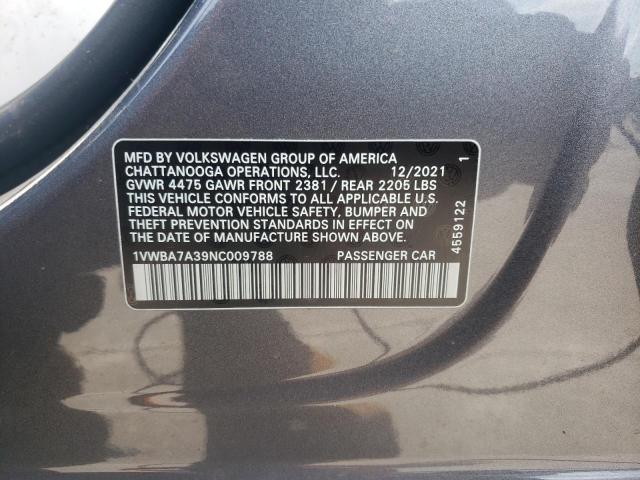 MFD BY VOLKSWAGEN GROUP OF AMERICA
CHATTANOOGA OPERATIONS, LLC. 12/2021
GVWR 4475 GAWR FRONT 2381 / REAR 2205 LBS
THIS VEHICLE CONFORMS TO ALL APPLICABLE U.S.
FEDERAL MOTOR VEHICLE SAFETY, BUMPER AND
THEFT PREVENTION STANDARDS IN EFFECT ON
THE DATE OF MANUFACTURE SHOWN ABOVE.
1VWBA7A39NC009788 PASSENGER CAR
4559122 1